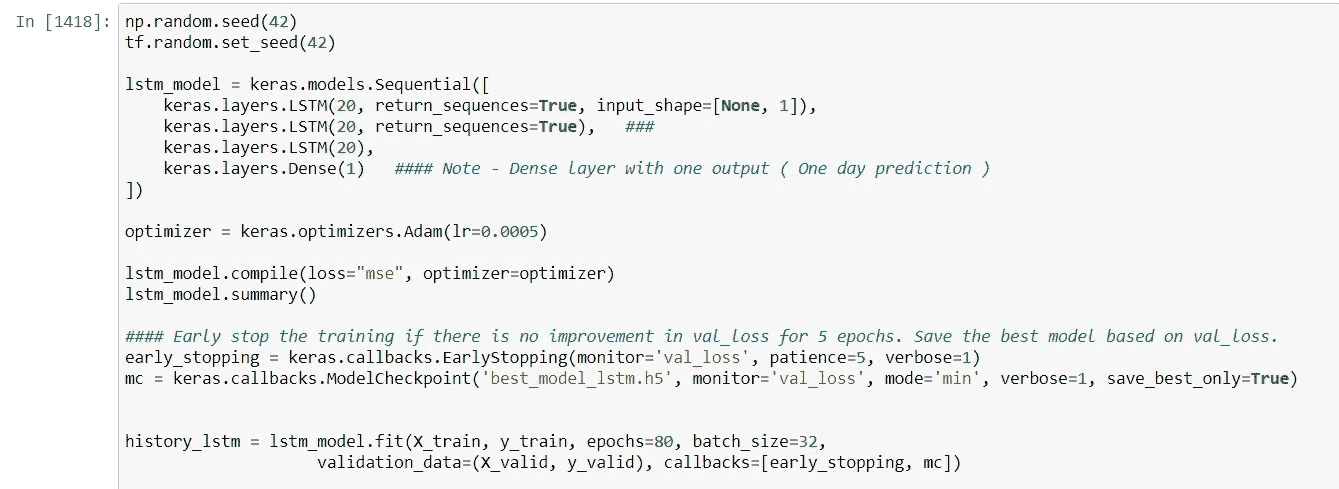 In [1418]: np.random.seed(42)
tf.random.set_seed(42)
lstm_model = keras.models.Sequential([
    keras.layers.LSTM(20, return_sequences=True, input_shape=[None, 1]),
    keras.layers.LSTM(20, return_sequences=True),   ###
    keras.layers.LSTM(20),
    keras.layers.Dense(1)   #### Note - Dense layer with one output ( One day prediction )
])
optimizer = keras.optimizers.Adam(lr=0.0005)
lstm_model.compile(loss="mse", optimizer=optimizer)
lstm_model.summary()
#### Early stop the training if there is no improvement in val_loss for 5 epochs. Save the best model based on val_loss.
early_stopping = keras.callbacks.EarlyStopping(monitor='val_loss', patience=5, verbose=1)
mc = keras.callbacks.ModelCheckpoint('best_model_lstm.h5', monitor='val_loss', mode='min', verbose=1, save_best_only=True)
history_lstm = lstm_model.fit(X_train, y_train, epochs=80, batch_size=32,
                    validation_data=(X_valid, y_valid), callbacks=[early_stopping, mc])